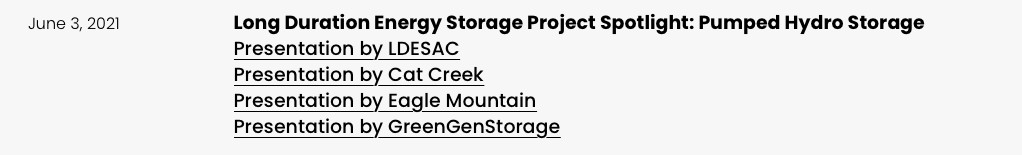 June 3, 2021
Long Duration Energy Storage Project Spotlight: Pumped Hydro Storage
Presentation by LDESAC
Presentation by Cat Creek
Presentation by Eagle Mountain
Presentation by GreenGenStorage